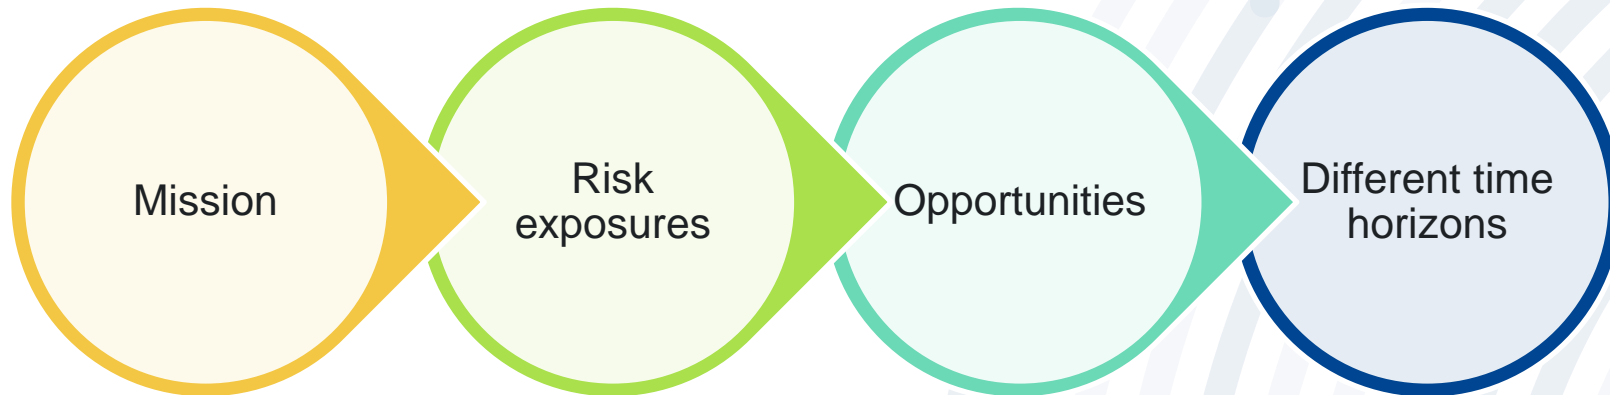 Mission
Risk
exposures
Opportunities
Different time
horizons